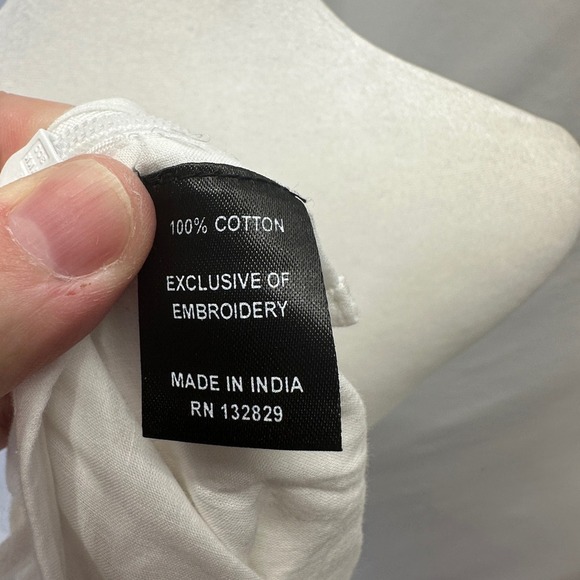 100% COTTON
EXCLUSIVE OF
EMBROIDERY
MADE IN INDIA
RN 132829